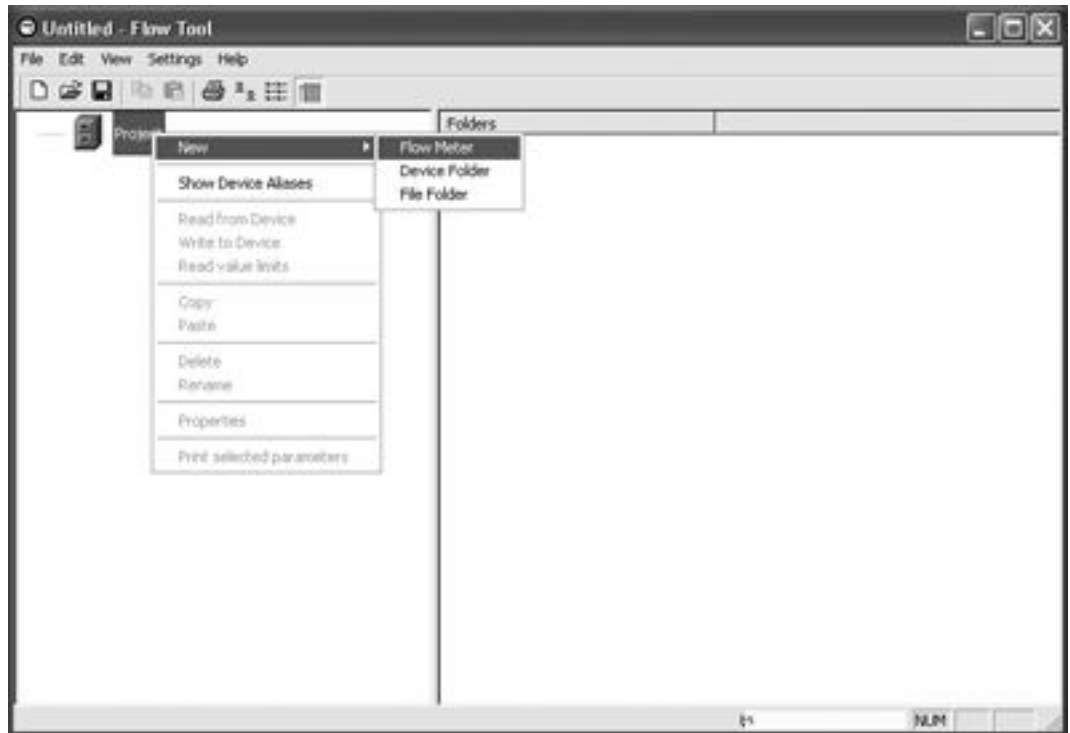 Untitled - Flow Tool
File Edit View Settings Help
Project
Folders
New
Flow Meter
Device Folder
File Folder
Show Device Aliases
Read from Device
Write to Device
Read value limits
Copy
Paste
Delete
Rename
Properties
Print selected parameters
NUM